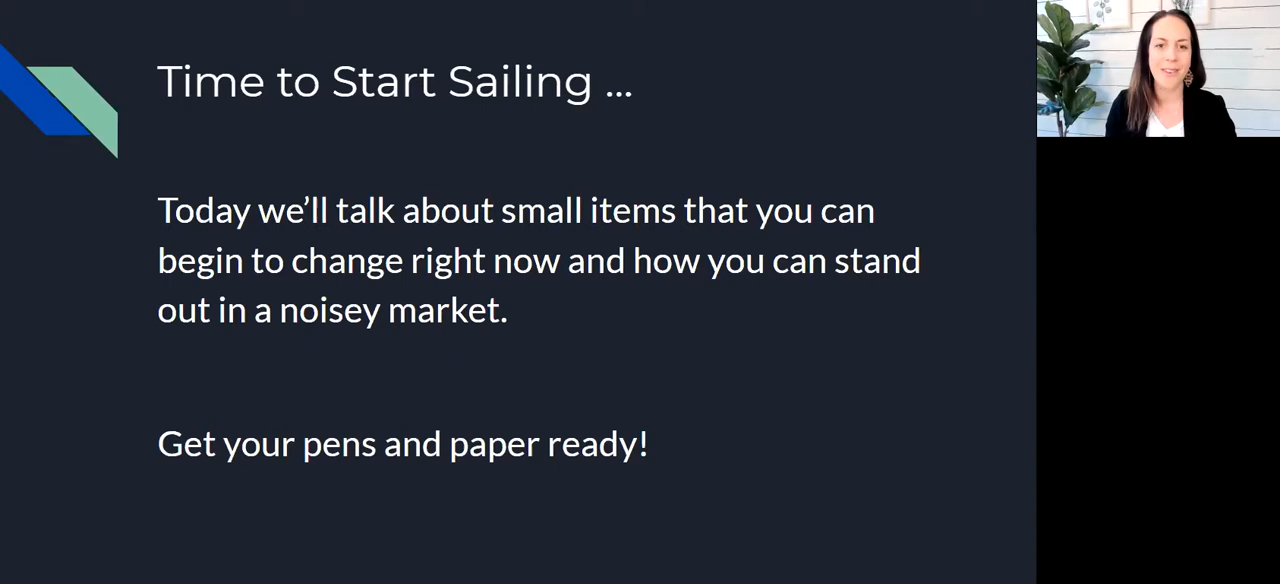 Time to Start Sailing ...
Today we’ll talk about small items that you can
begin to change right now and how you can stand
out in a noisey market.
Get your pens and paper ready!